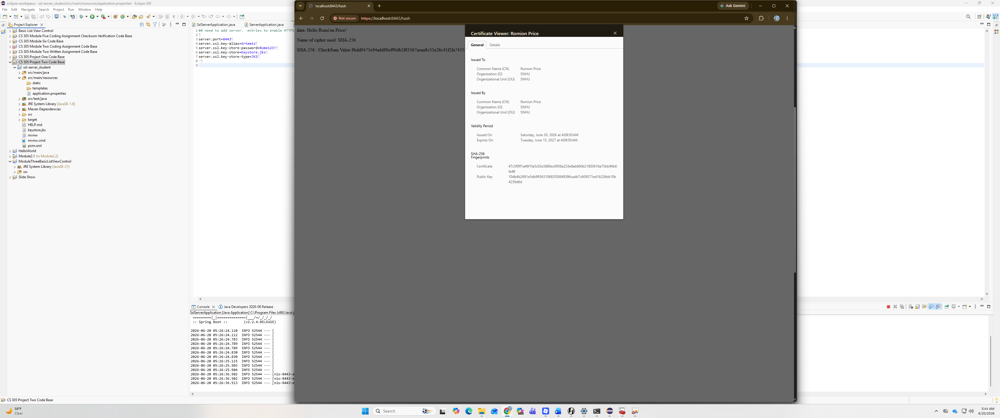 eclipse-workspace - ssl-server_student/src/main/resources/application.properties - Eclipse IDE
File Edit Navigate Search Project Run Window Help
Project Explorer
Basic List View Control
CS 305 Module Five Coding Assignment Checksum Verification Code Base
CS 305 Module Six Code Base
CS 305 Module Two Coding Assignment Code Base
CS 305 Module Two Written Assignment Code Base
CS 305 Project One Code Base
CS 305 Project Two Code Base
ssl-server_student
src/main/java
src/main/resources
static
templates
application.properties
src/test/java
JRE System Library [JavaSE-1.8]
Maven Dependencies
src
target
HELP.md
keystore.jks
mvnw
mvnw.cmd
pom.xml
HelloWorld
Module2.1 (in Module2.2)
ModuleThreeBasicListViewControl
JRE System Library [JavaSE-21]
src
Slide Show
SslServerApplication.java
ServerApplication.java
1 ## need to add server. entries to enable HTTPS
2
3 server.port=8443
4 server.ssl.key-alias=Artemis
5 server.ssl.key-store-password=Rome123!
6 server.ssl.key-store=Keystore.jks
7 server.ssl.key-store-type=JKS
8
9
localhost:8443/hash
Ask Gemini
Not secure https://localhost:8443/hash
data: Hello Romi'on Price!
Name of cipher used: SHA-256
SHA-256 : CheckSum Value:8bdd9473e94add88ef90db2f83367aeaa8c33a26c41f2fa7455
Certificate Viewer: Romion Price
General Details
Issued To
Common Name (CN) Romion Price
Organization (O) SNHU
Organizational Unit (OU) SNHU
Issued By
Common Name (CN) Romion Price
Organization (O) SNHU
Organizational Unit (OU) SNHU
Validity Period
Issued On Saturday, June 20, 2026 at 4:09:50 AM
Expires On Tuesday, June 15, 2027 at 4:09:50 AM
SHA-256
Fingerprints
Certificate 47c5f0ff1a46f1fa5c02e5880ec0956a233e8ab660b21803616a73bb94b6
fa48
Public Key 10db4b2691e5db9954310682f30849396cadb7c609371ed16226bb10b
4259d6d
Console
Java Developers 2026-06 Release
SslServerApplication [Java Application] C:\Program Files (x86)\Java\j
=========|_|==============|___/=/_/_/_/
:: Spring Boot :: (v2.2.4.RELEASE)
2026-06-20 05:26:24.110 INFO 52544 --- [
2026-06-20 05:26:24.112 INFO 52544 --- [
2026-06-20 05:26:24.783 INFO 52544 --- [
2026-06-20 05:26:24.789 INFO 52544 --- [
2026-06-20 05:26:24.789 INFO 52544 --- [
2026-06-20 05:26:24.830 INFO 52544 --- [
2026-06-20 05:26:24.830 INFO 52544 --- [
2026-06-20 05:26:25.115 INFO 52544 --- [
2026-06-20 05:26:25.503 INFO 52544 --- [
2026-06-20 05:26:25.504 INFO 52544 --- [
2026-06-20 05:26:36.502 INFO 52544 --- [nio-8443-e
2026-06-20 05:26:36.502 INFO 52544 --- [nio-8443-e
2026-06-20 05:26:36.513 INFO 52544 --- [nio-8443-e
CS 305 Project Two Code Base
58°F
Clear
Search
5:44 AM
6/20/2026